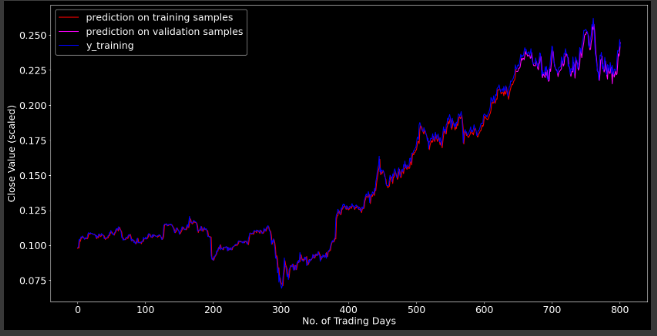 prediction on training samples
prediction on validation samples
y_training
Close Value (scaled)
0.250
0.225
0.200
0.175
0.150
0.125
0.100
0.075
0 100 200 300 400 500 600 700 800
No. of Trading Days